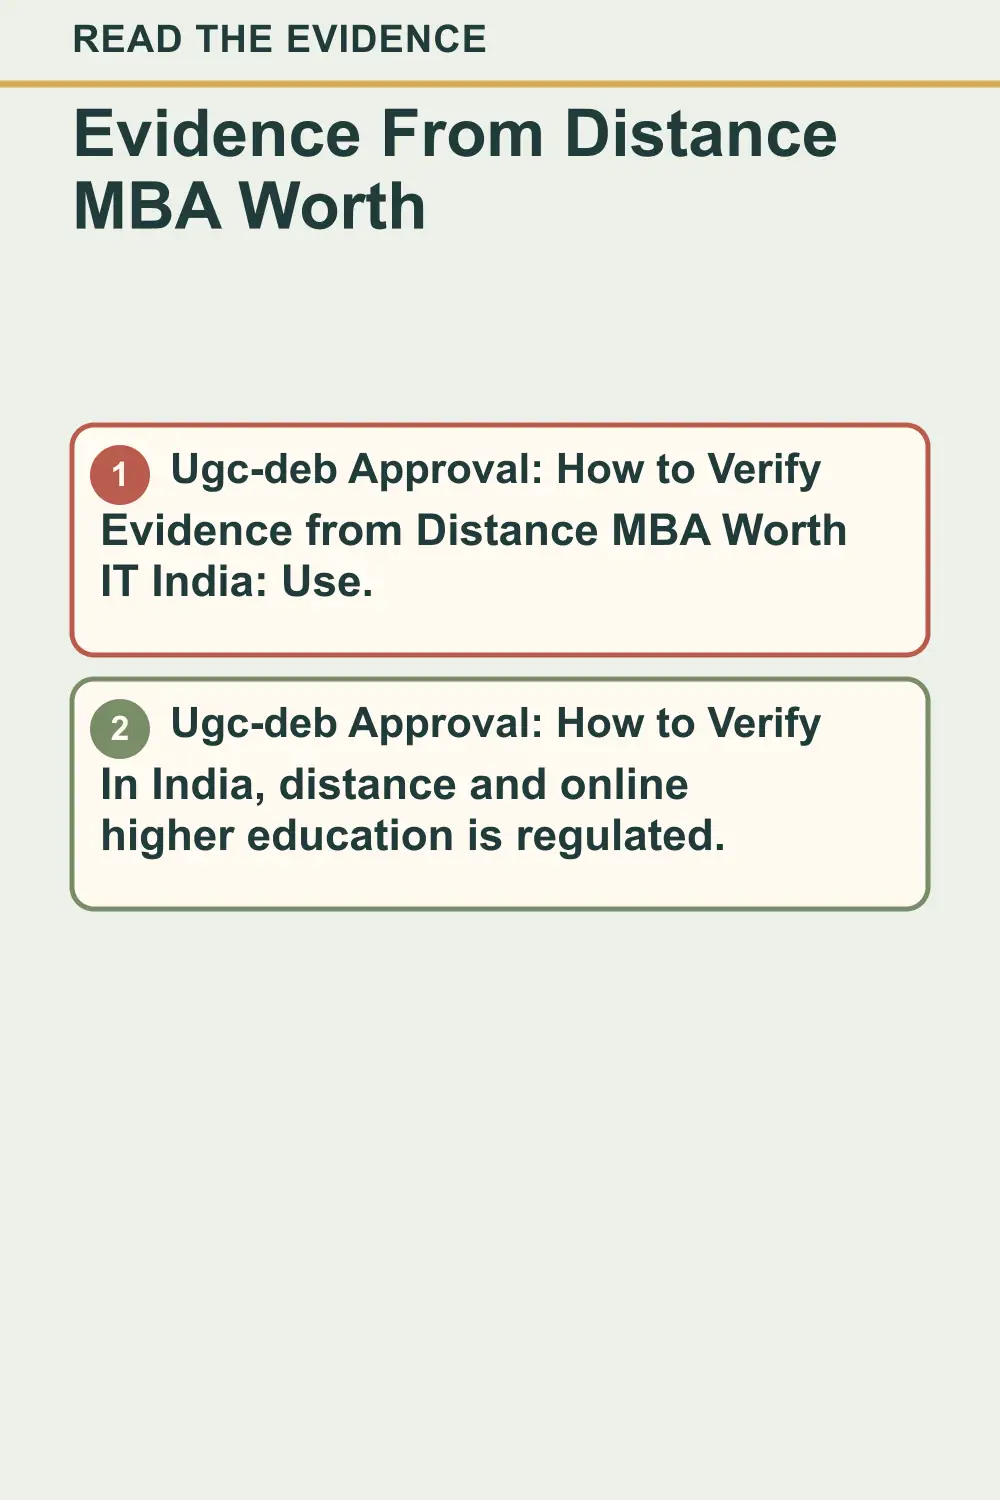 READ THE EVIDENCE
Evidence From Distance
MBA Worth
1 Ugc-deb Approval: How to Verify
Evidence from Distance MBA Worth
IT India: Use.
2 Ugc-deb Approval: How to Verify
In India, distance and online
higher education is regulated.